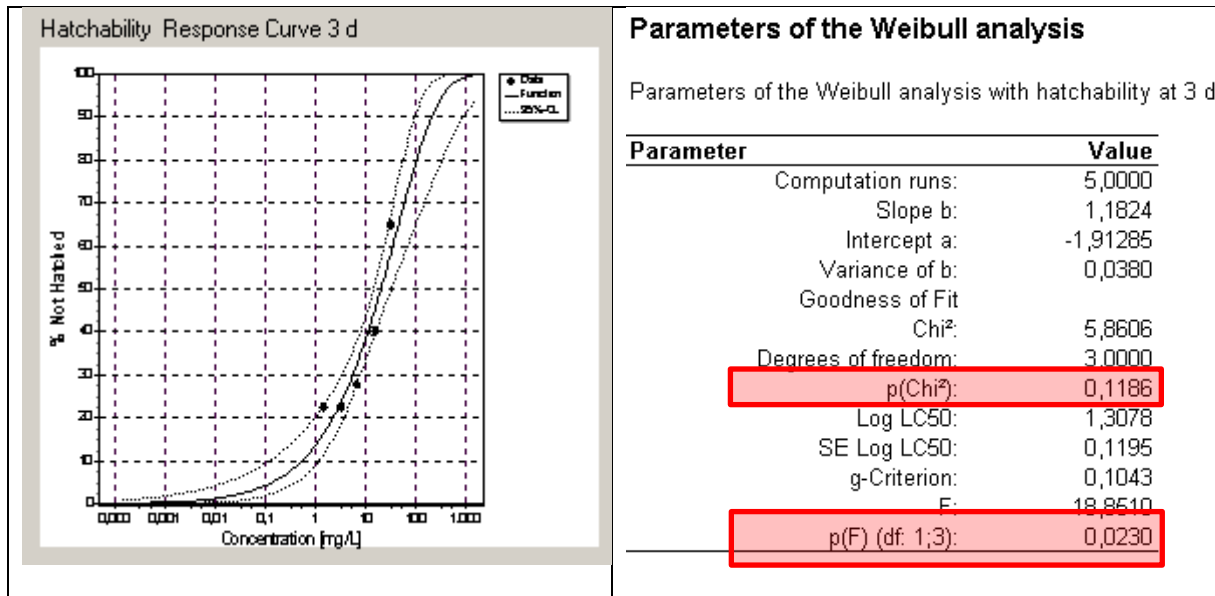 Hatchability Response Curve 3 d
100
90
80
70
60
50
40
30
20
10
0
% Not Hatched
0,000 0,001 0,01 0,1 1 10 100 1.000
Concentration [mg/L]
Data
Function
95%-CL
Parameters of the Weibull analysis
Parameters of the Weibull analysis with hatchability at 3 d
Parameter Value
Computation runs: 5,0000
Slope b: 1,1824
Intercept a: -1,91285
Variance of b: 0,0380
Goodness of Fit
Chi²: 5,8606
Degrees of freedom: 3,0000
p(Chi²): 0,1186
Log LC50: 1,3078
SE Log LC50: 0,1195
g-Criterion: 0,1043
F: 18,8510
p(F) (df: 1;3): 0,0230